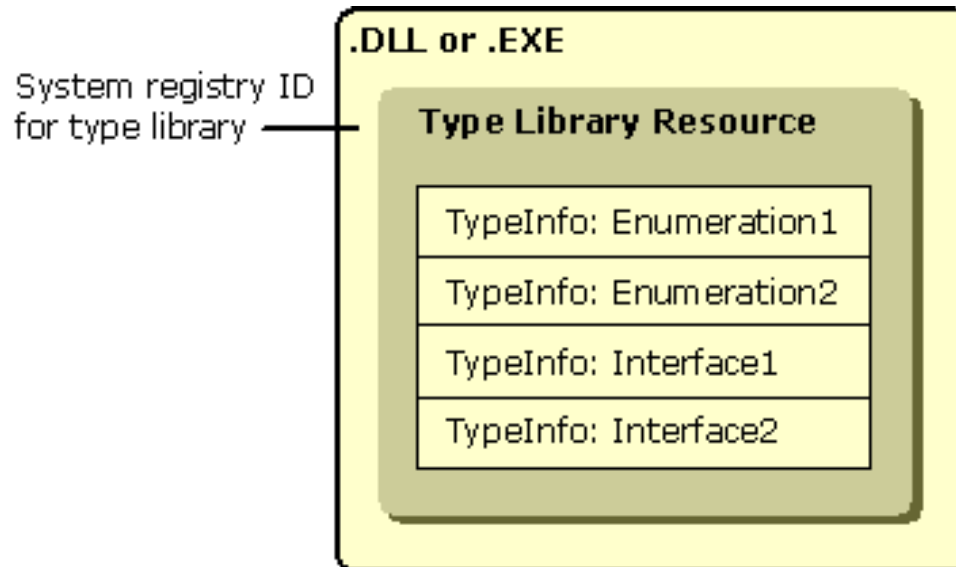 .DLL or .EXE
System registry ID
for type library
Type Library Resource
TypeInfo: Enumeration1
TypeInfo: Enumeration2
TypeInfo: Interface1
TypeInfo: Interface2